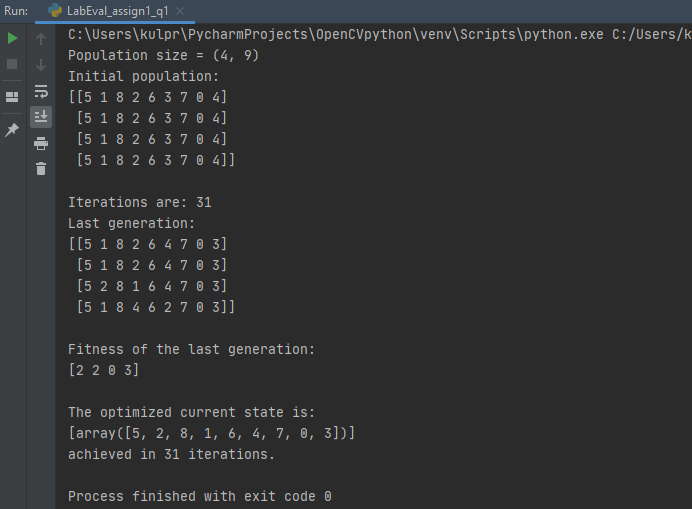 Run: LabEval_assign1_q1 ×
C:\Users\kulpr\PycharmProjects\OpenCVpython\venv\Scripts\python.exe C:/Users/k
Population size = (4, 9)
Initial population:
[[5 1 8 2 6 3 7 0 4]
 [5 1 8 2 6 3 7 0 4]
 [5 1 8 2 6 3 7 0 4]
 [5 1 8 2 6 3 7 0 4]]
Iterations are: 31
Last generation:
[[5 1 8 2 6 4 7 0 3]
 [5 1 8 2 6 4 7 0 3]
 [5 2 8 1 6 4 7 0 3]
 [5 1 8 4 6 2 7 0 3]]
Fitness of the last generation:
[2 2 0 3]
The optimized current state is:
[array([5, 2, 8, 1, 6, 4, 7, 0, 3])]
achieved in 31 iterations.
Process finished with exit code 0